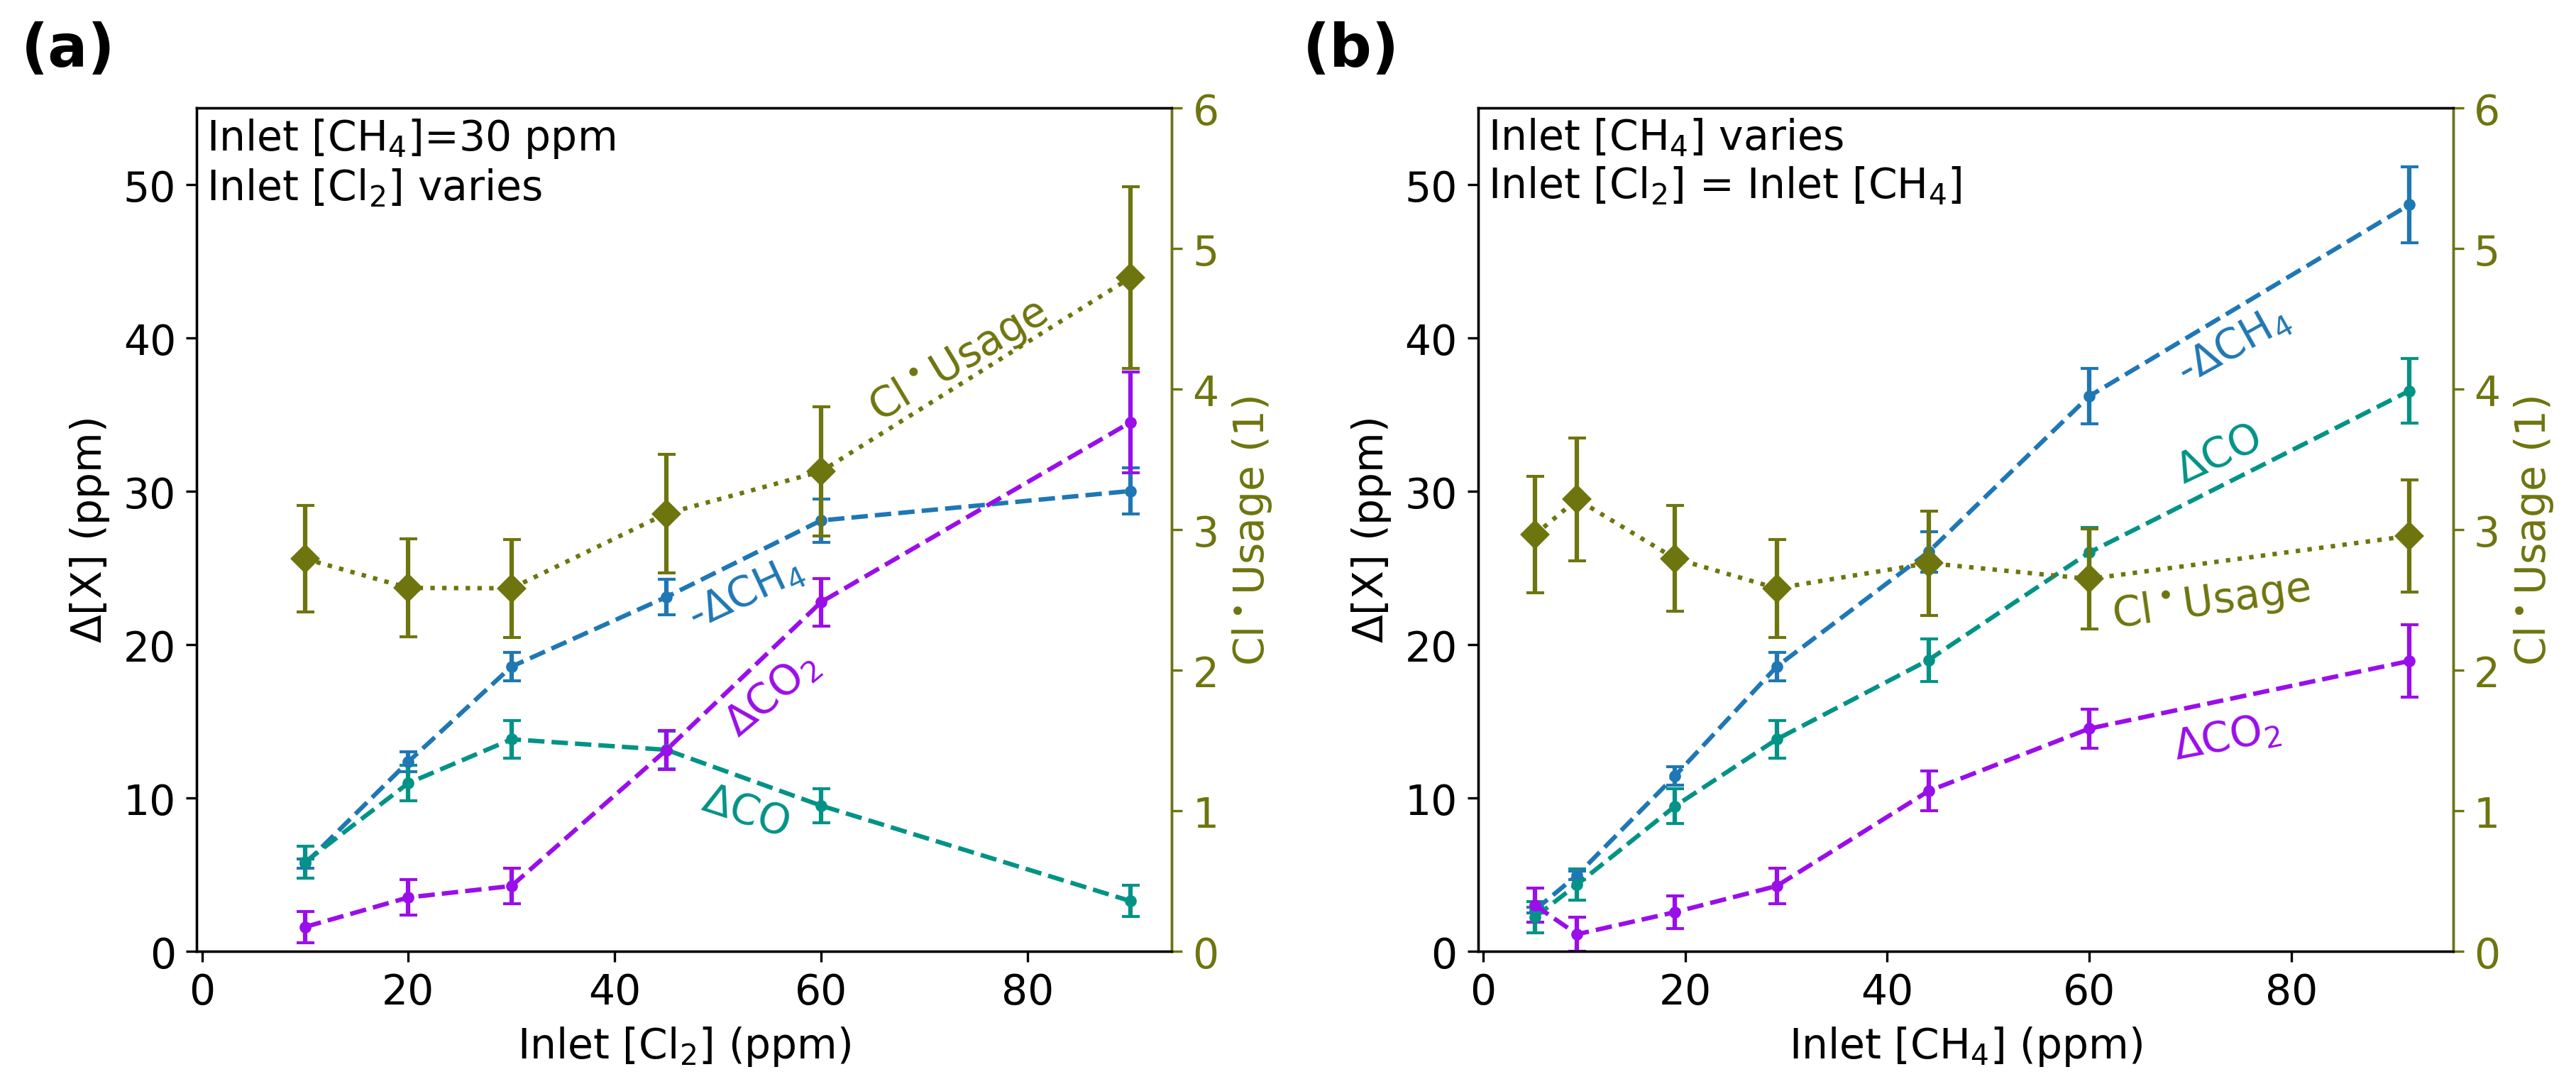 (a)
Inlet [CH₄]=30 ppm
Inlet [Cl₂] varies
Δ[X] (ppm)
0
10
20
30
40
50
Cl•Usage
-ΔCH₄
ΔCO₂
ΔCO
0
1
2
3
4
5
6
Cl•Usage (1)
0
20
40
60
80
Inlet [Cl₂] (ppm)
(b)
Inlet [CH₄] varies
Inlet [Cl₂] = Inlet [CH₄]
Δ[X] (ppm)
0
10
20
30
40
50
-ΔCH₄
ΔCO
Cl•Usage
ΔCO₂
0
1
2
3
4
5
6
Cl•Usage (1)
0
20
40
60
80
Inlet [CH₄] (ppm)